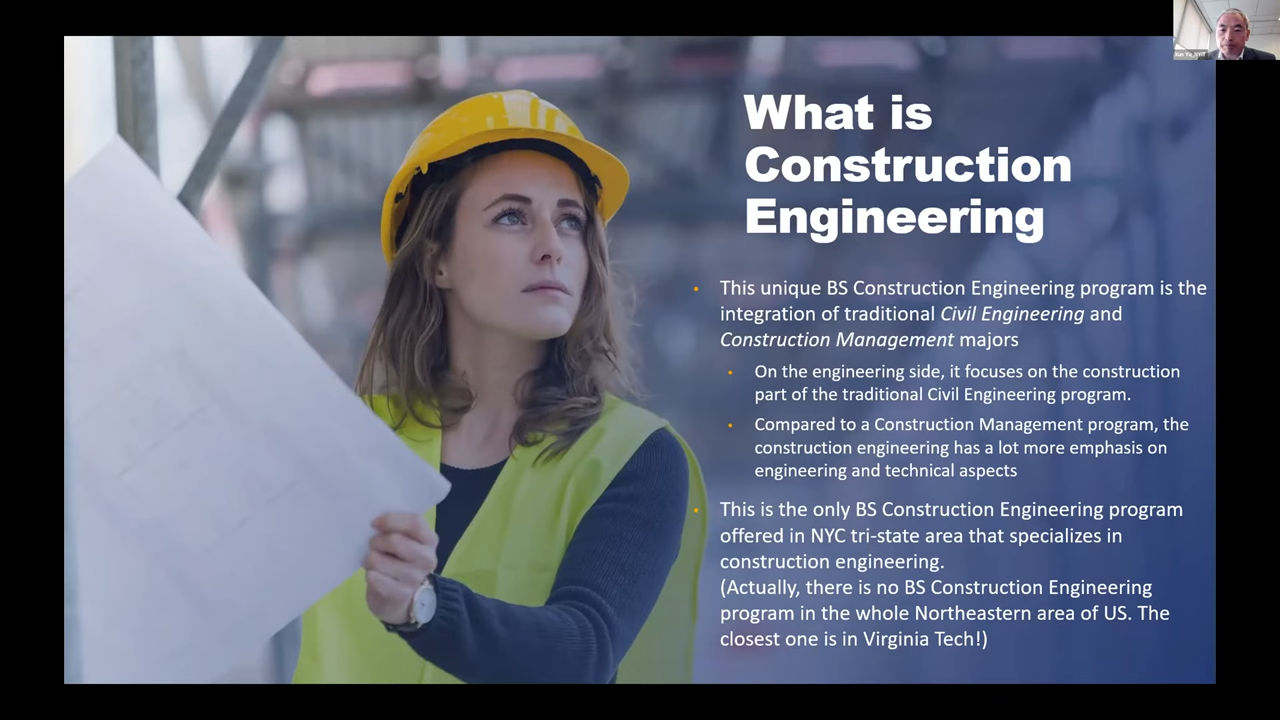 What is
Construction
Engineering
• This unique BS Construction Engineering program is the
integration of traditional Civil Engineering and
Construction Management majors
• On the engineering side, it focuses on the construction
part of the traditional Civil Engineering program.
• Compared to a Construction Management program, the
construction engineering has a lot more emphasis on
engineering and technical aspects
• This is the only BS Construction Engineering program
offered in NYC tri-state area that specializes in
construction engineering.
(Actually, there is no BS Construction Engineering
program in the whole Northeastern area of US. The
closest one is in Virginia Tech!)